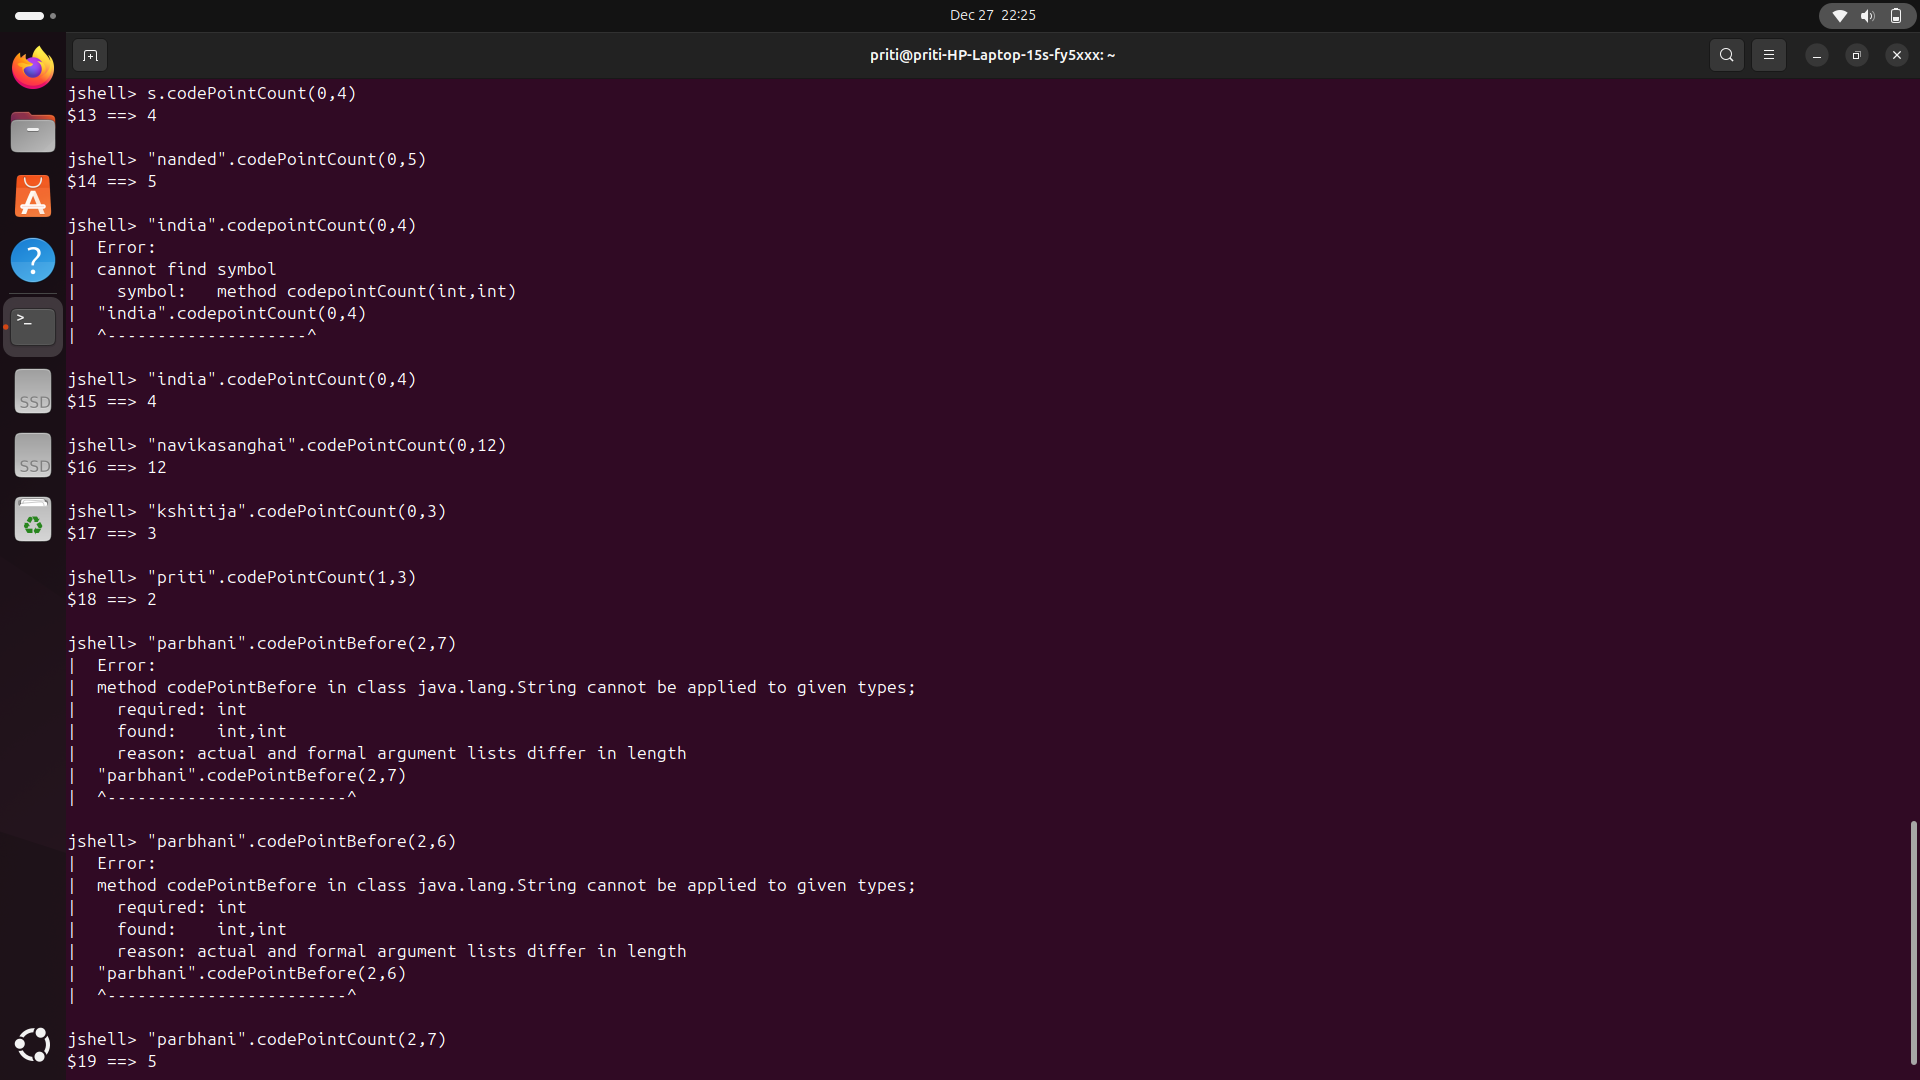 Dec 27 22:25
priti@priti-HP-Laptop-15s-fy5xxx: ~
jshell> s.codePointCount(0,4)
$13 ==> 4
jshell> "nanded".codePointCount(0,5)
$14 ==> 5
jshell> "india".codepointCount(0,4)
|  Error:
|  cannot find symbol
|    symbol:   method codepointCount(int,int)
|  "india".codepointCount(0,4)
|  ^--------------------^
jshell> "india".codePointCount(0,4)
$15 ==> 4
jshell> "navikasanghai".codePointCount(0,12)
$16 ==> 12
jshell> "kshitija".codePointCount(0,3)
$17 ==> 3
jshell> "priti".codePointCount(1,3)
$18 ==> 2
jshell> "parbhani".codePointBefore(2,7)
|  Error:
|  method codePointBefore in class java.lang.String cannot be applied to given types;
|    required: int
|    found:    int,int
|    reason: actual and formal argument lists differ in length
|  "parbhani".codePointBefore(2,7)
|  ^------------------------^
jshell> "parbhani".codePointBefore(2,6)
|  Error:
|  method codePointBefore in class java.lang.String cannot be applied to given types;
|    required: int
|    found:    int,int
|    reason: actual and formal argument lists differ in length
|  "parbhani".codePointBefore(2,6)
|  ^------------------------^
jshell> "parbhani".codePointCount(2,7)
$19 ==> 5
?
>_
SSD
SSD